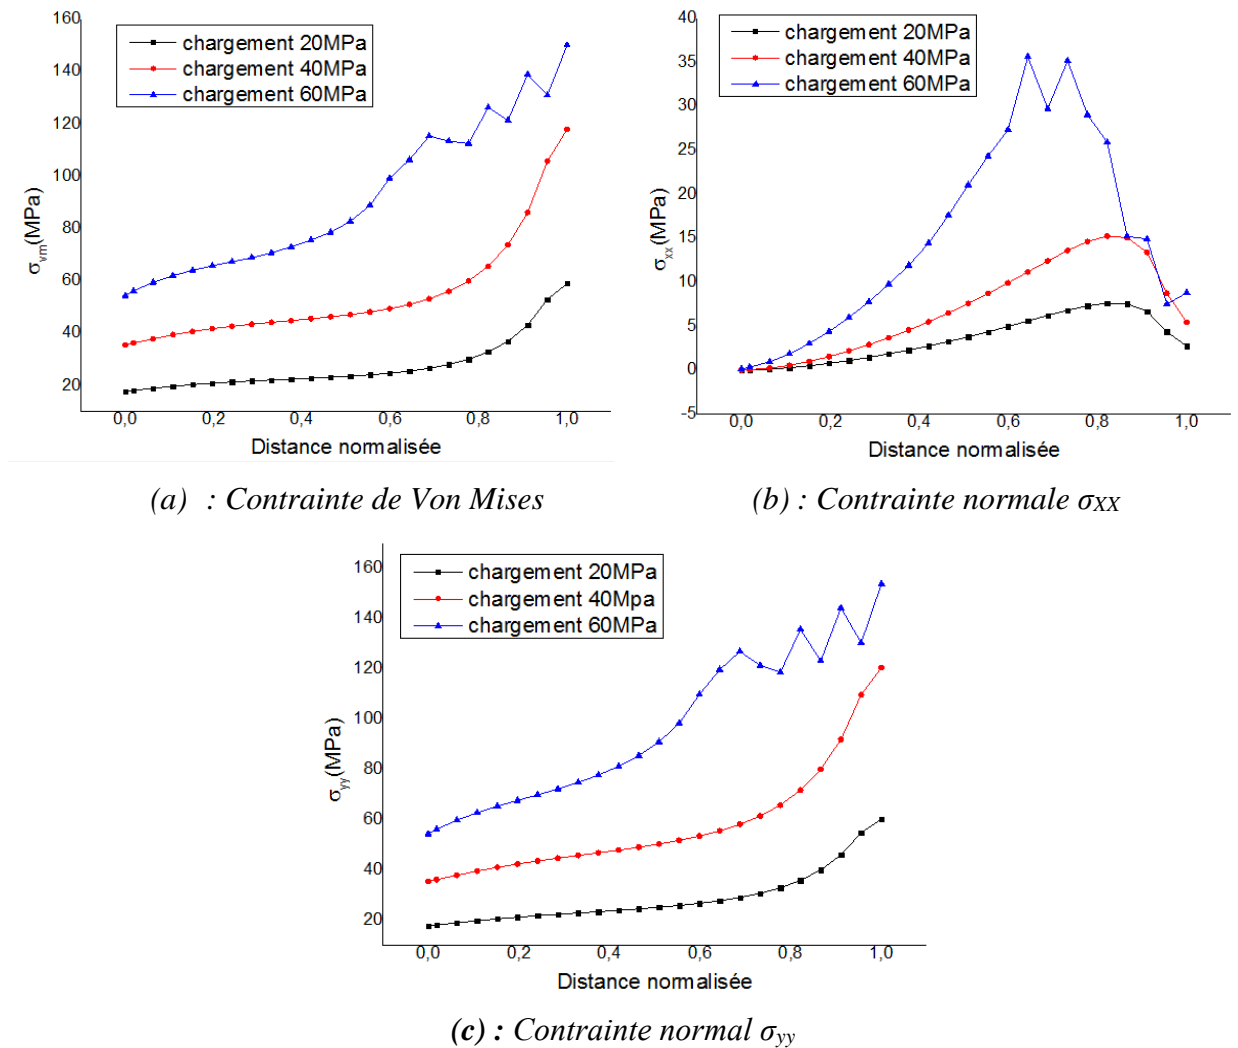 160
140
120
100
80
60
40
20
σvm(MPa)
chargement 20MPa
chargement 40MPa
chargement 60MPa
0,0 0,2 0,4 0,6 0,8 1,0
Distance normalisée
(a) : Contrainte de Von Mises
40
35
30
25
20
15
10
5
0
-5
σxx(MPa)
chargement 20MPa
chargement 40MPa
chargement 60MPa
0,0 0,2 0,4 0,6 0,8 1,0
Distance normalisée
(b) : Contrainte normale σXX
160
140
120
100
80
60
40
20
σyy(MPa)
chargement 20MPa
chargement 40Mpa
chargement 60MPa
0,0 0,2 0,4 0,6 0,8 1,0
Distance normalisée
(c) : Contrainte normal σyy